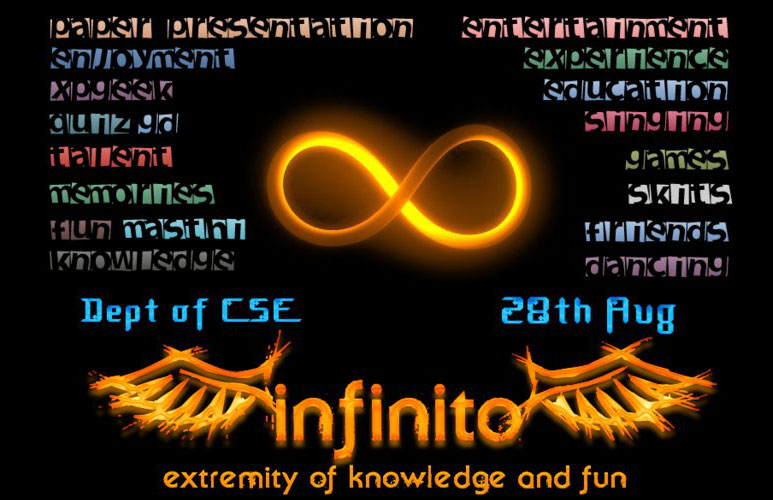 paper presentation
enjoyment
xpgeek
quiz gd
talent
memories
fun masthi
knowledge
entertainment
experience
education
singing
games
skits
friends
dancing
Dept of CSE
28th Aug
infinito
extremity of knowledge and fun